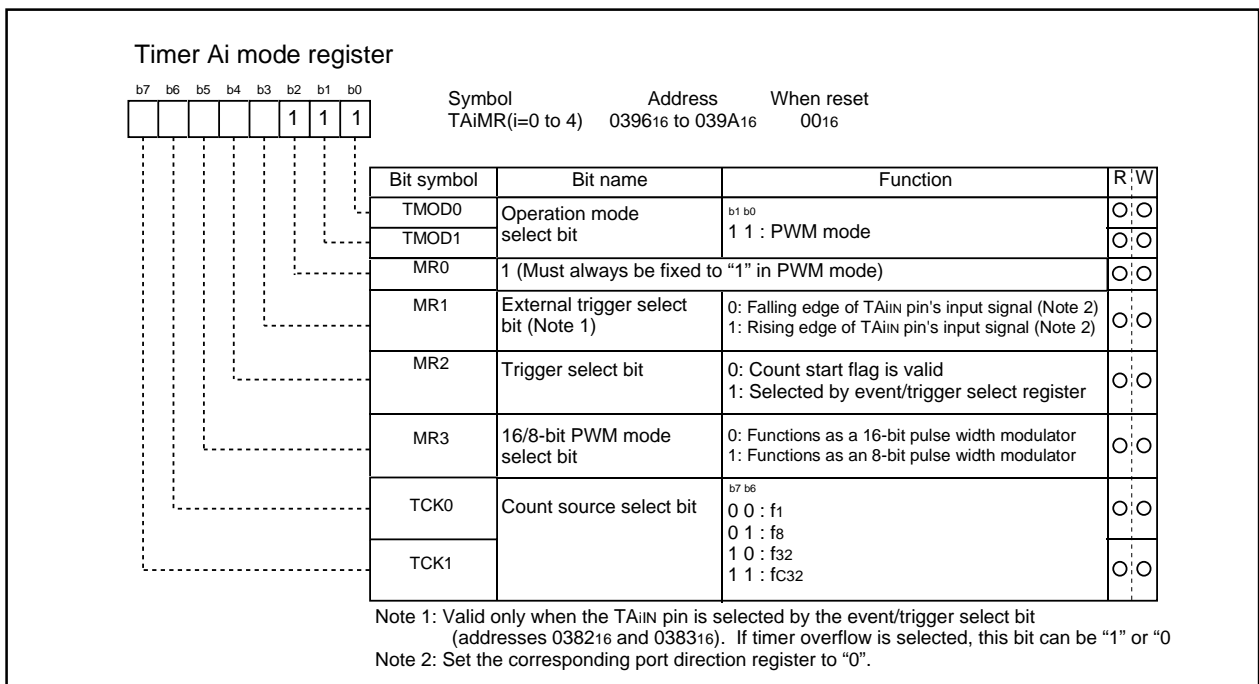 Timer Ai mode register
b7 b6 b5 b4 b3 b2 b1 b0
1 1 1
Symbol Address When reset
TAiMR(i=0 to 4) 039616 to 039A16 0016
Bit symbol Bit name Function R W
TMOD0
TMOD1
Operation mode
select bit
b1 b0
1 1 : PWM mode
MR0 1 (Must always be fixed to “1” in PWM mode)
MR1
External trigger select
bit (Note 1)
0: Falling edge of TAiIN pin's input signal (Note 2)
1: Rising edge of TAiIN pin's input signal (Note 2)
MR2
Trigger select bit
0: Count start flag is valid
1: Selected by event/trigger select register
MR3
16/8-bit PWM mode
select bit
0: Functions as a 16-bit pulse width modulator
1: Functions as an 8-bit pulse width modulator
TCK0
TCK1
Count source select bit
b7 b6
0 0 : f1
0 1 : f8
1 0 : f32
1 1 : fC32
Note 1: Valid only when the TAiIN pin is selected by the event/trigger select bit
(addresses 038216 and 038316). If timer overflow is selected, this bit can be “1” or “0
Note 2: Set the corresponding port direction register to “0”.